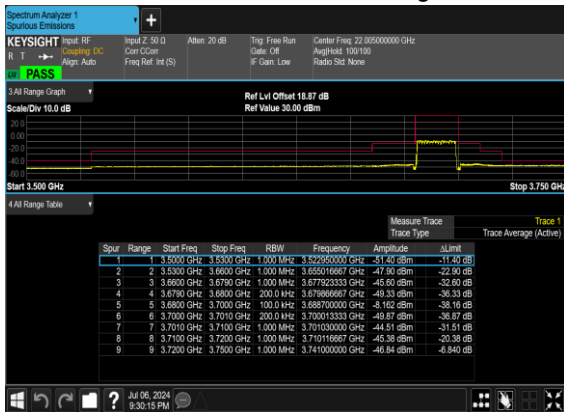 Spectrum Analyzer 1
Spurious Emissions
+
KEYSIGHT Input: RF Input Z: 50 Ω Atten: 20 dB Trig: Free Run Center Freq: 22.005000000 GHz
R T Coupling: DC Corr CCorr Gate: Off Avg|Hold: 100/100
Align: Auto Freq Ref: Int (S) IF Gain: Low Radio Std: None
PASS
3 All Range Graph Ref Lvl Offset 18.87 dB
Scale/Div 10.0 dB Ref Value 30.00 dBm
20.0
0.00
-20.0
-40.0
-60.0
Start 3.500 GHz Stop 3.750 GHz
4 All Range Table
Measure Trace Trace 1
Trace Type Trace Average (Active)
Spur Range Start Freq Stop Freq RBW Frequency Amplitude ΔLimit
1 1 3.5000 GHz 3.5300 GHz 1.000 MHz 3.522950000 GHz -51.40 dBm -11.40 dB
2 2 3.5300 GHz 3.6600 GHz 1.000 MHz 3.655016667 GHz -47.90 dBm -22.90 dB
3 3 3.6600 GHz 3.6790 GHz 1.000 MHz 3.677923333 GHz -45.60 dBm -32.60 dB
4 4 3.6790 GHz 3.6800 GHz 200.0 kHz 3.679866667 GHz -49.33 dBm -36.33 dB
5 5 3.6800 GHz 3.7000 GHz 100.0 kHz 3.688700000 GHz -8.162 dBm -38.16 dB
6 6 3.7000 GHz 3.7010 GHz 200.0 kHz 3.700013333 GHz -49.87 dBm -36.87 dB
7 7 3.7010 GHz 3.7100 GHz 1.000 MHz 3.701030000 GHz -44.51 dBm -31.51 dB
8 8 3.7100 GHz 3.7200 GHz 1.000 MHz 3.710116667 GHz -45.38 dBm -20.38 dB
9 9 3.7200 GHz 3.7500 GHz 1.000 MHz 3.741000000 GHz -46.84 dBm -6.840 dB
? Jul 06, 2024
9:30:15 PM